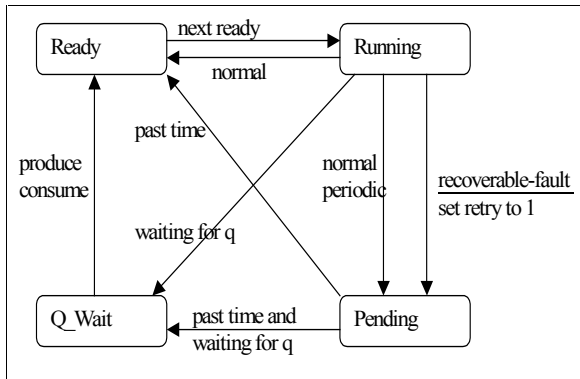 next ready
Ready
Running
normal
past time
produce
consume
normal
periodic
recoverable-fault
set retry to 1
waiting for q
Q_Wait
past time and
waiting for q
Pending